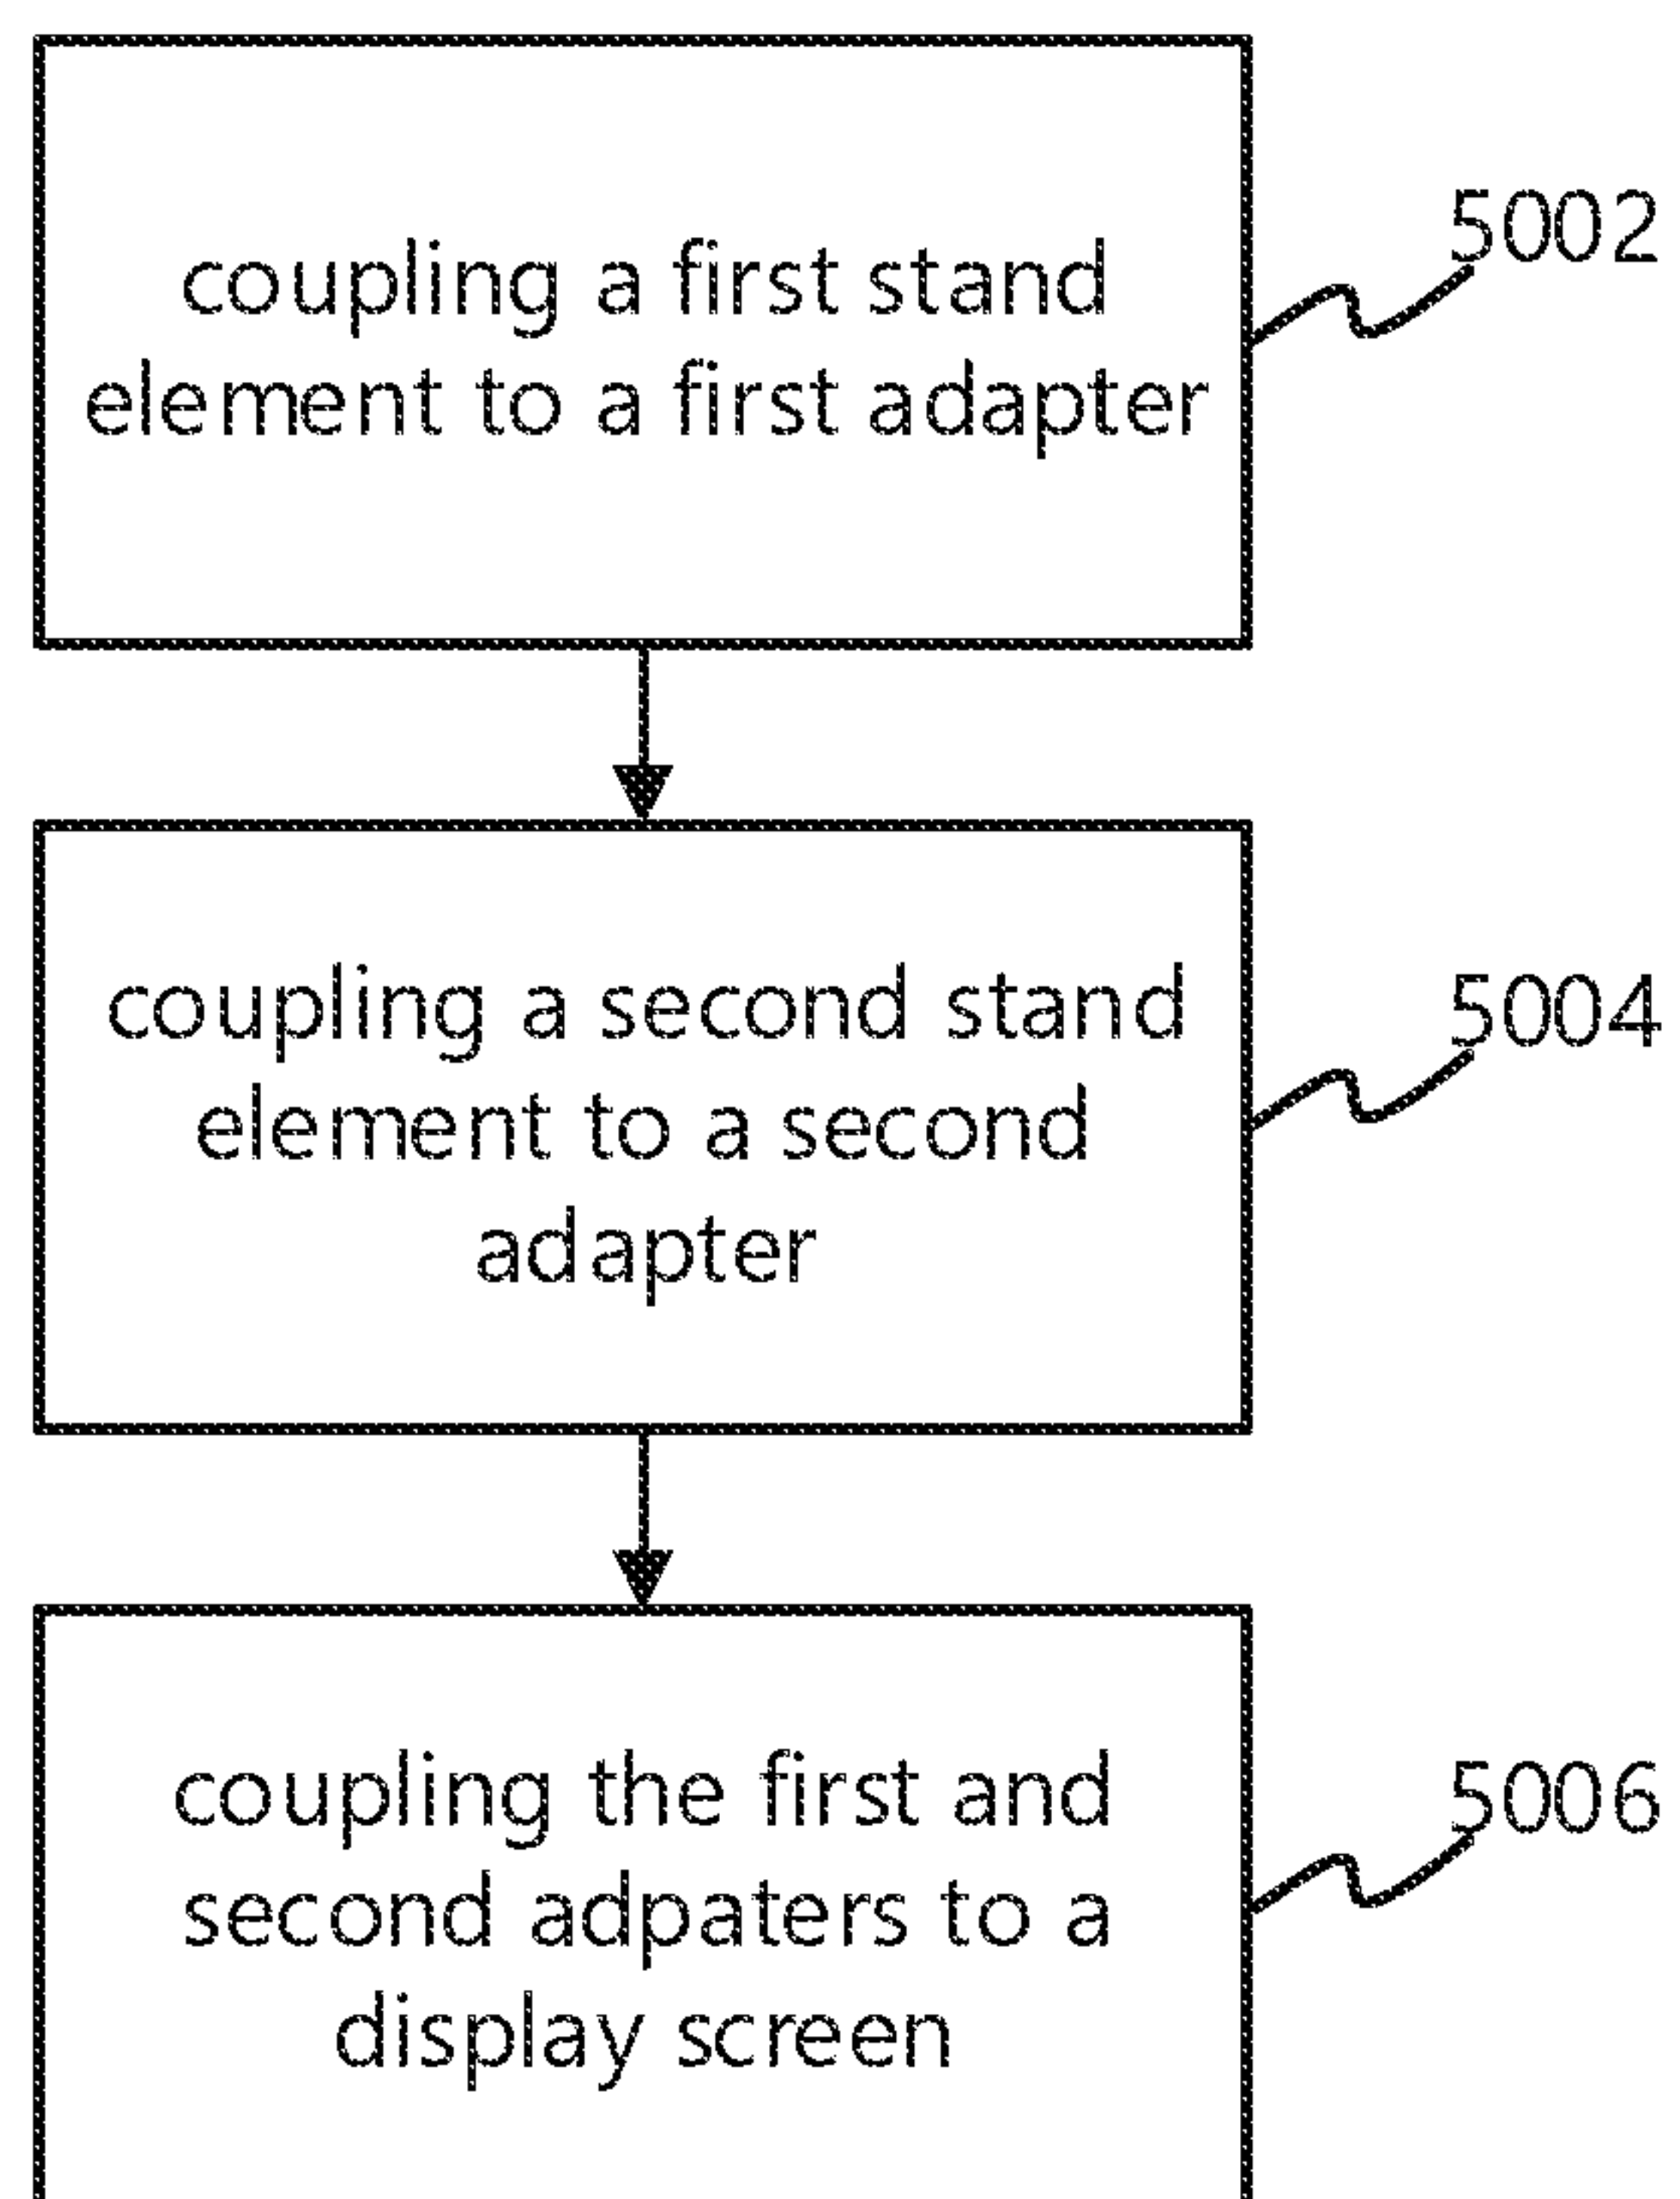 coupling a first stand
element to a first adapter
5002
coupling a second stand
element to a second
adapter
5004
coupling the first and
second adpaters to a
display screen
5006